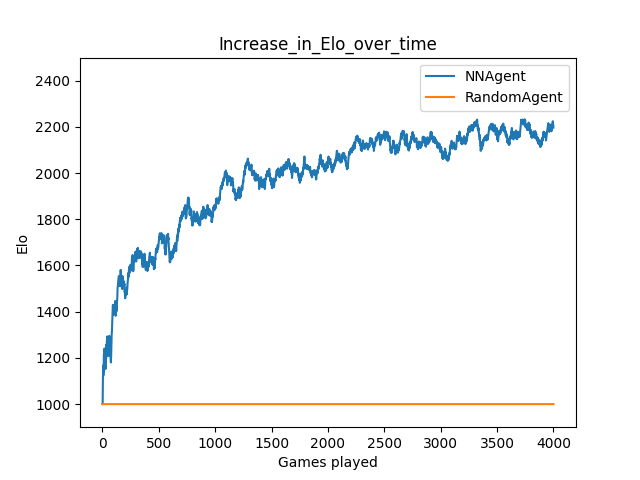 Increase_in_Elo_over_time
NNAgent
RandomAgent
2400
2200
2000
1800
1600
1400
1200
1000
Elo
0 500 1000 1500 2000 2500 3000 3500 4000
Games played